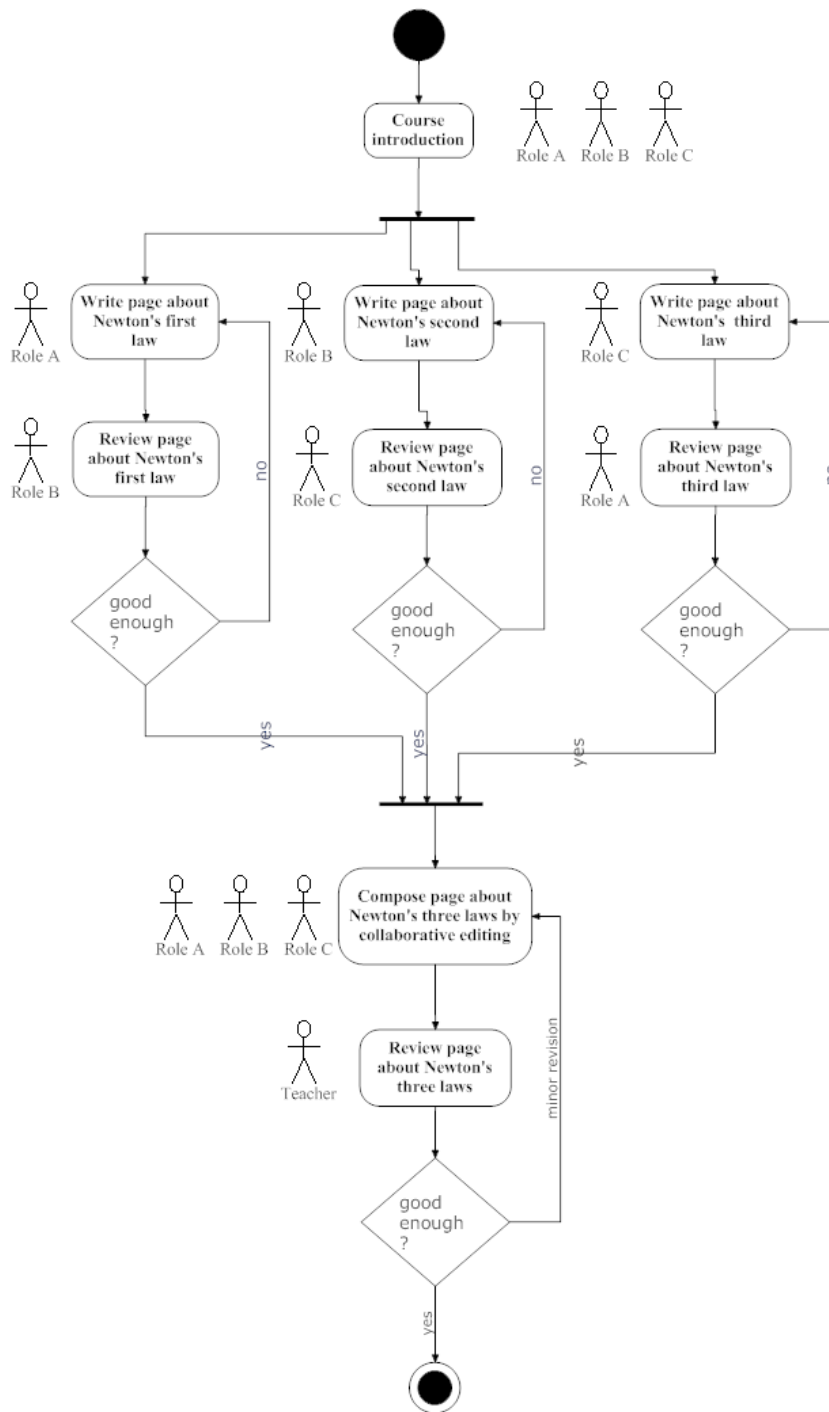 Course
introduction
Role A
Role B
Role C
Write page about
Newton's first
law
Role A
Write page about
Newton's second
law
Role B
Write page about
Newton's third
law
Role C
Review page
about Newton's
first law
Role B
no
Review page
about Newton's
second law
Role C
no
Review page
about Newton's
third law
Role A
good
enough
?
good
enough
?
good
enough
?
yes
yes
yes
Compose page about
Newton's three laws by
collaborative editing
Role A
Role B
Role C
Review page
about Newton's
three laws
Teacher
minor revision
good
enough
?
yes